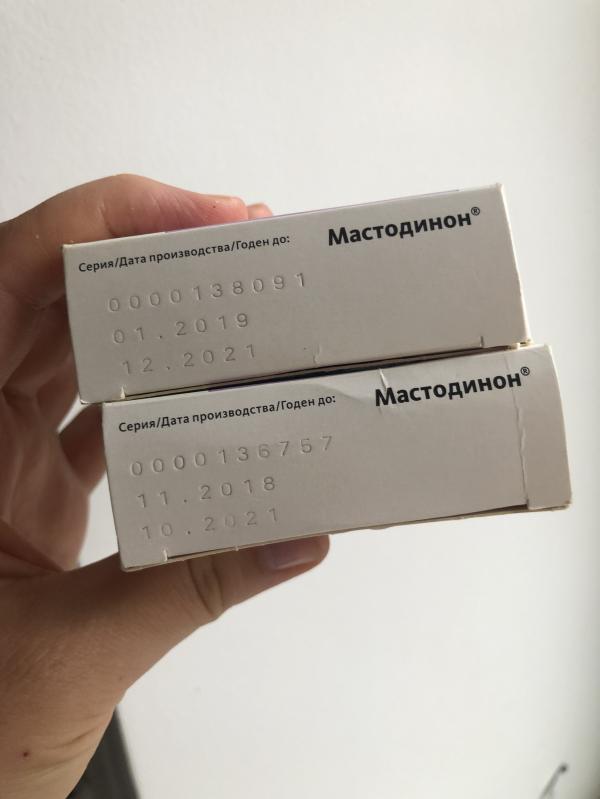 Серия/Дата производства/Годен до:
Мастодинон®
0000138091
01.2019
12.2021
Серия/Дата производства/Годен до:
Мастодинон®
0000136757
11.2018
10.2021